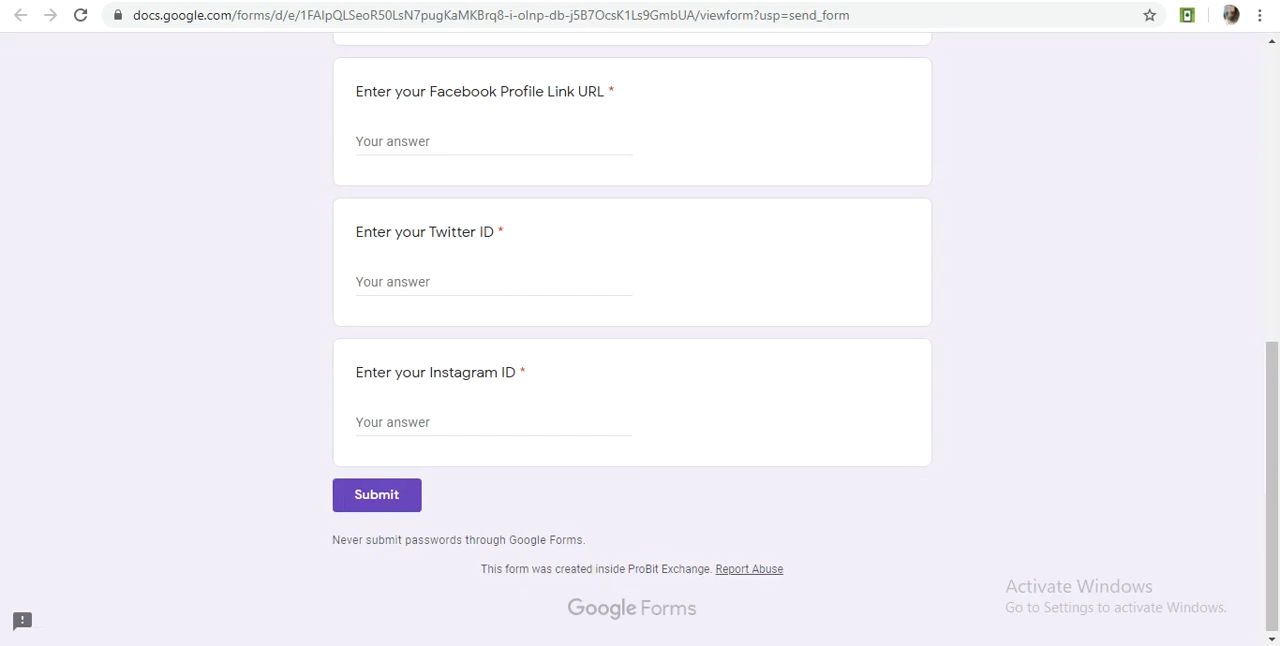 docs.google.com/forms/d/e/1FAIpQLSeoR50LsN7pugKaMKBrq8-i-oInp-db-j5B7OcsK1Ls9GmbUA/viewform?usp=send_form
Enter your Facebook Profile Link URL *
Your answer
Enter your Twitter ID *
Your answer
Enter your Instagram ID *
Your answer
Submit
Never submit passwords through Google Forms.
This form was created inside ProBit Exchange. Report Abuse
Google Forms
Activate Windows
Go to Settings to activate Windows.